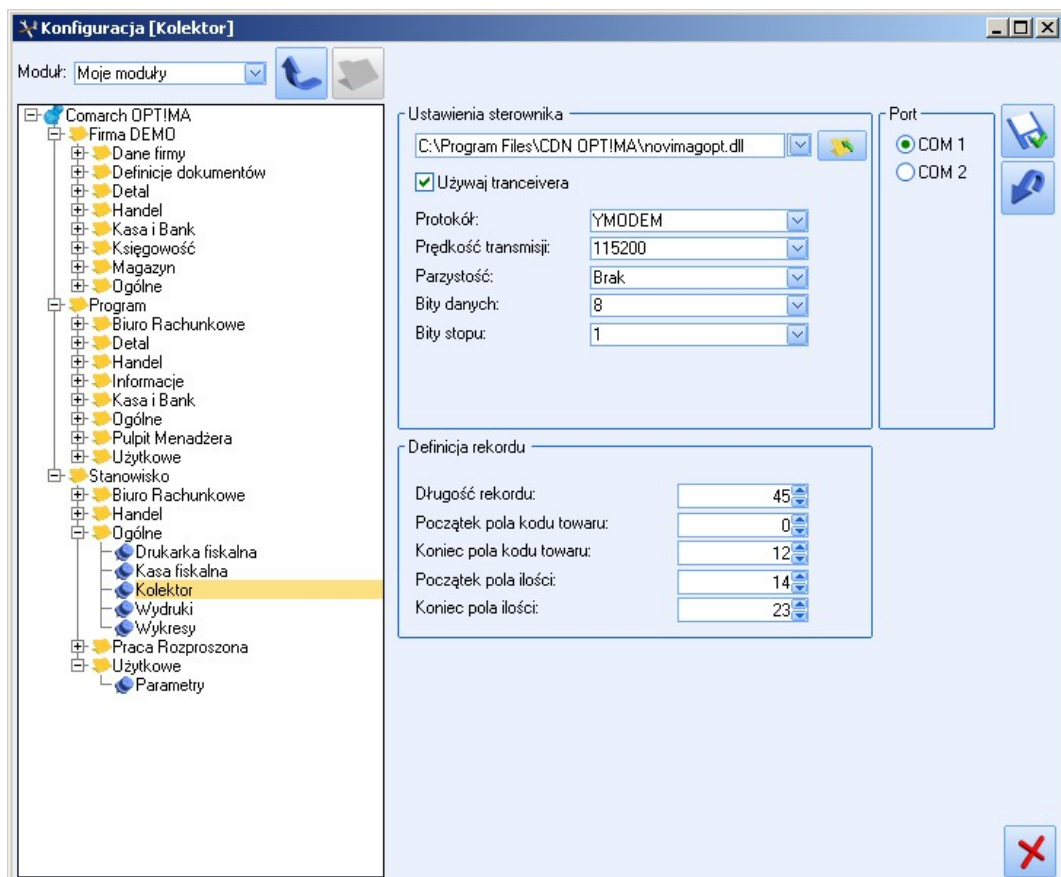 Konfiguracja [Kolektor]
Moduł: Moje moduły
Comarch OPT!MA
Firma DEMO
Dane firmy
Definicje dokumentów
Detal
Handel
Kasa i Bank
Księgowość
Magazyn
Ogólne
Program
Biuro Rachunkowe
Detal
Handel
Informacje
Kasa i Bank
Ogólne
Pulpit Menadżera
Użytkowe
Stanowisko
Biuro Rachunkowe
Handel
Ogólne
Drukarka fiskalna
Kasa fiskalna
Kolektor
Wydruki
Wykresy
Praca Rozproszona
Użytkowe
Parametry
Ustawienia sterownika
C:\Program Files\CDN OPT!MA\novimagopt.dll
Używaj tranceivera
Protokół: YMODEM
Prędkość transmisji: 115200
Parzystość: Brak
Bity danych: 8
Bity stopu: 1
Port
COM 1
COM 2
Definicja rekordu
Długość rekordu: 45
Początek pola kodu towaru: 0
Koniec pola kodu towaru: 12
Początek pola ilości: 14
Koniec pola ilości: 23